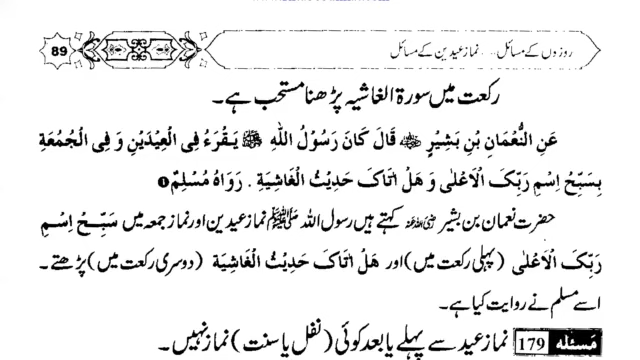 روزوں کے مسائل.... نماز عیدین کے مسائل
89
رکعت میں سورۃ الغاشیہ پڑھنا مستحب ہے۔
عَنِ النُّعْمَانِ بْنِ بَشِيْرٍ ﷺ قَالَ كَانَ رَسُوْلُ اللّٰهِ ﷺ يَقْرَءُ فِى الْعِيْدَيْنِ وَ فِى الْجُمُعَةِ
بِسَبِّحُ اسْمِ رَبِّكَ الْاَعْلٰى وَ هَلْ اَتَاكَ حَدِيْثُ الْغَاشِيَةِ . رَوَاهُ مُسْلِمٌ ❶
حضرت نعمان بن بشیر رضی اللہ عنہ کہتے ہیں رسول اللہ ﷺ نماز عیدین اور نماز جمعہ میں سَبِّحُ اسْمِ
رَبِّكَ الْاَعْلٰى (پہلی رکعت میں) اور هَلْ اَتَاكَ حَدِيْثُ الْغَاشِيَة (دوسری رکعت میں) پڑھتے۔
اسے مسلم نے روایت کیا ہے۔
مَسئله 179 نماز عید سے پہلے یا بعد کوئی (نفل یا سنت) نماز نہیں۔